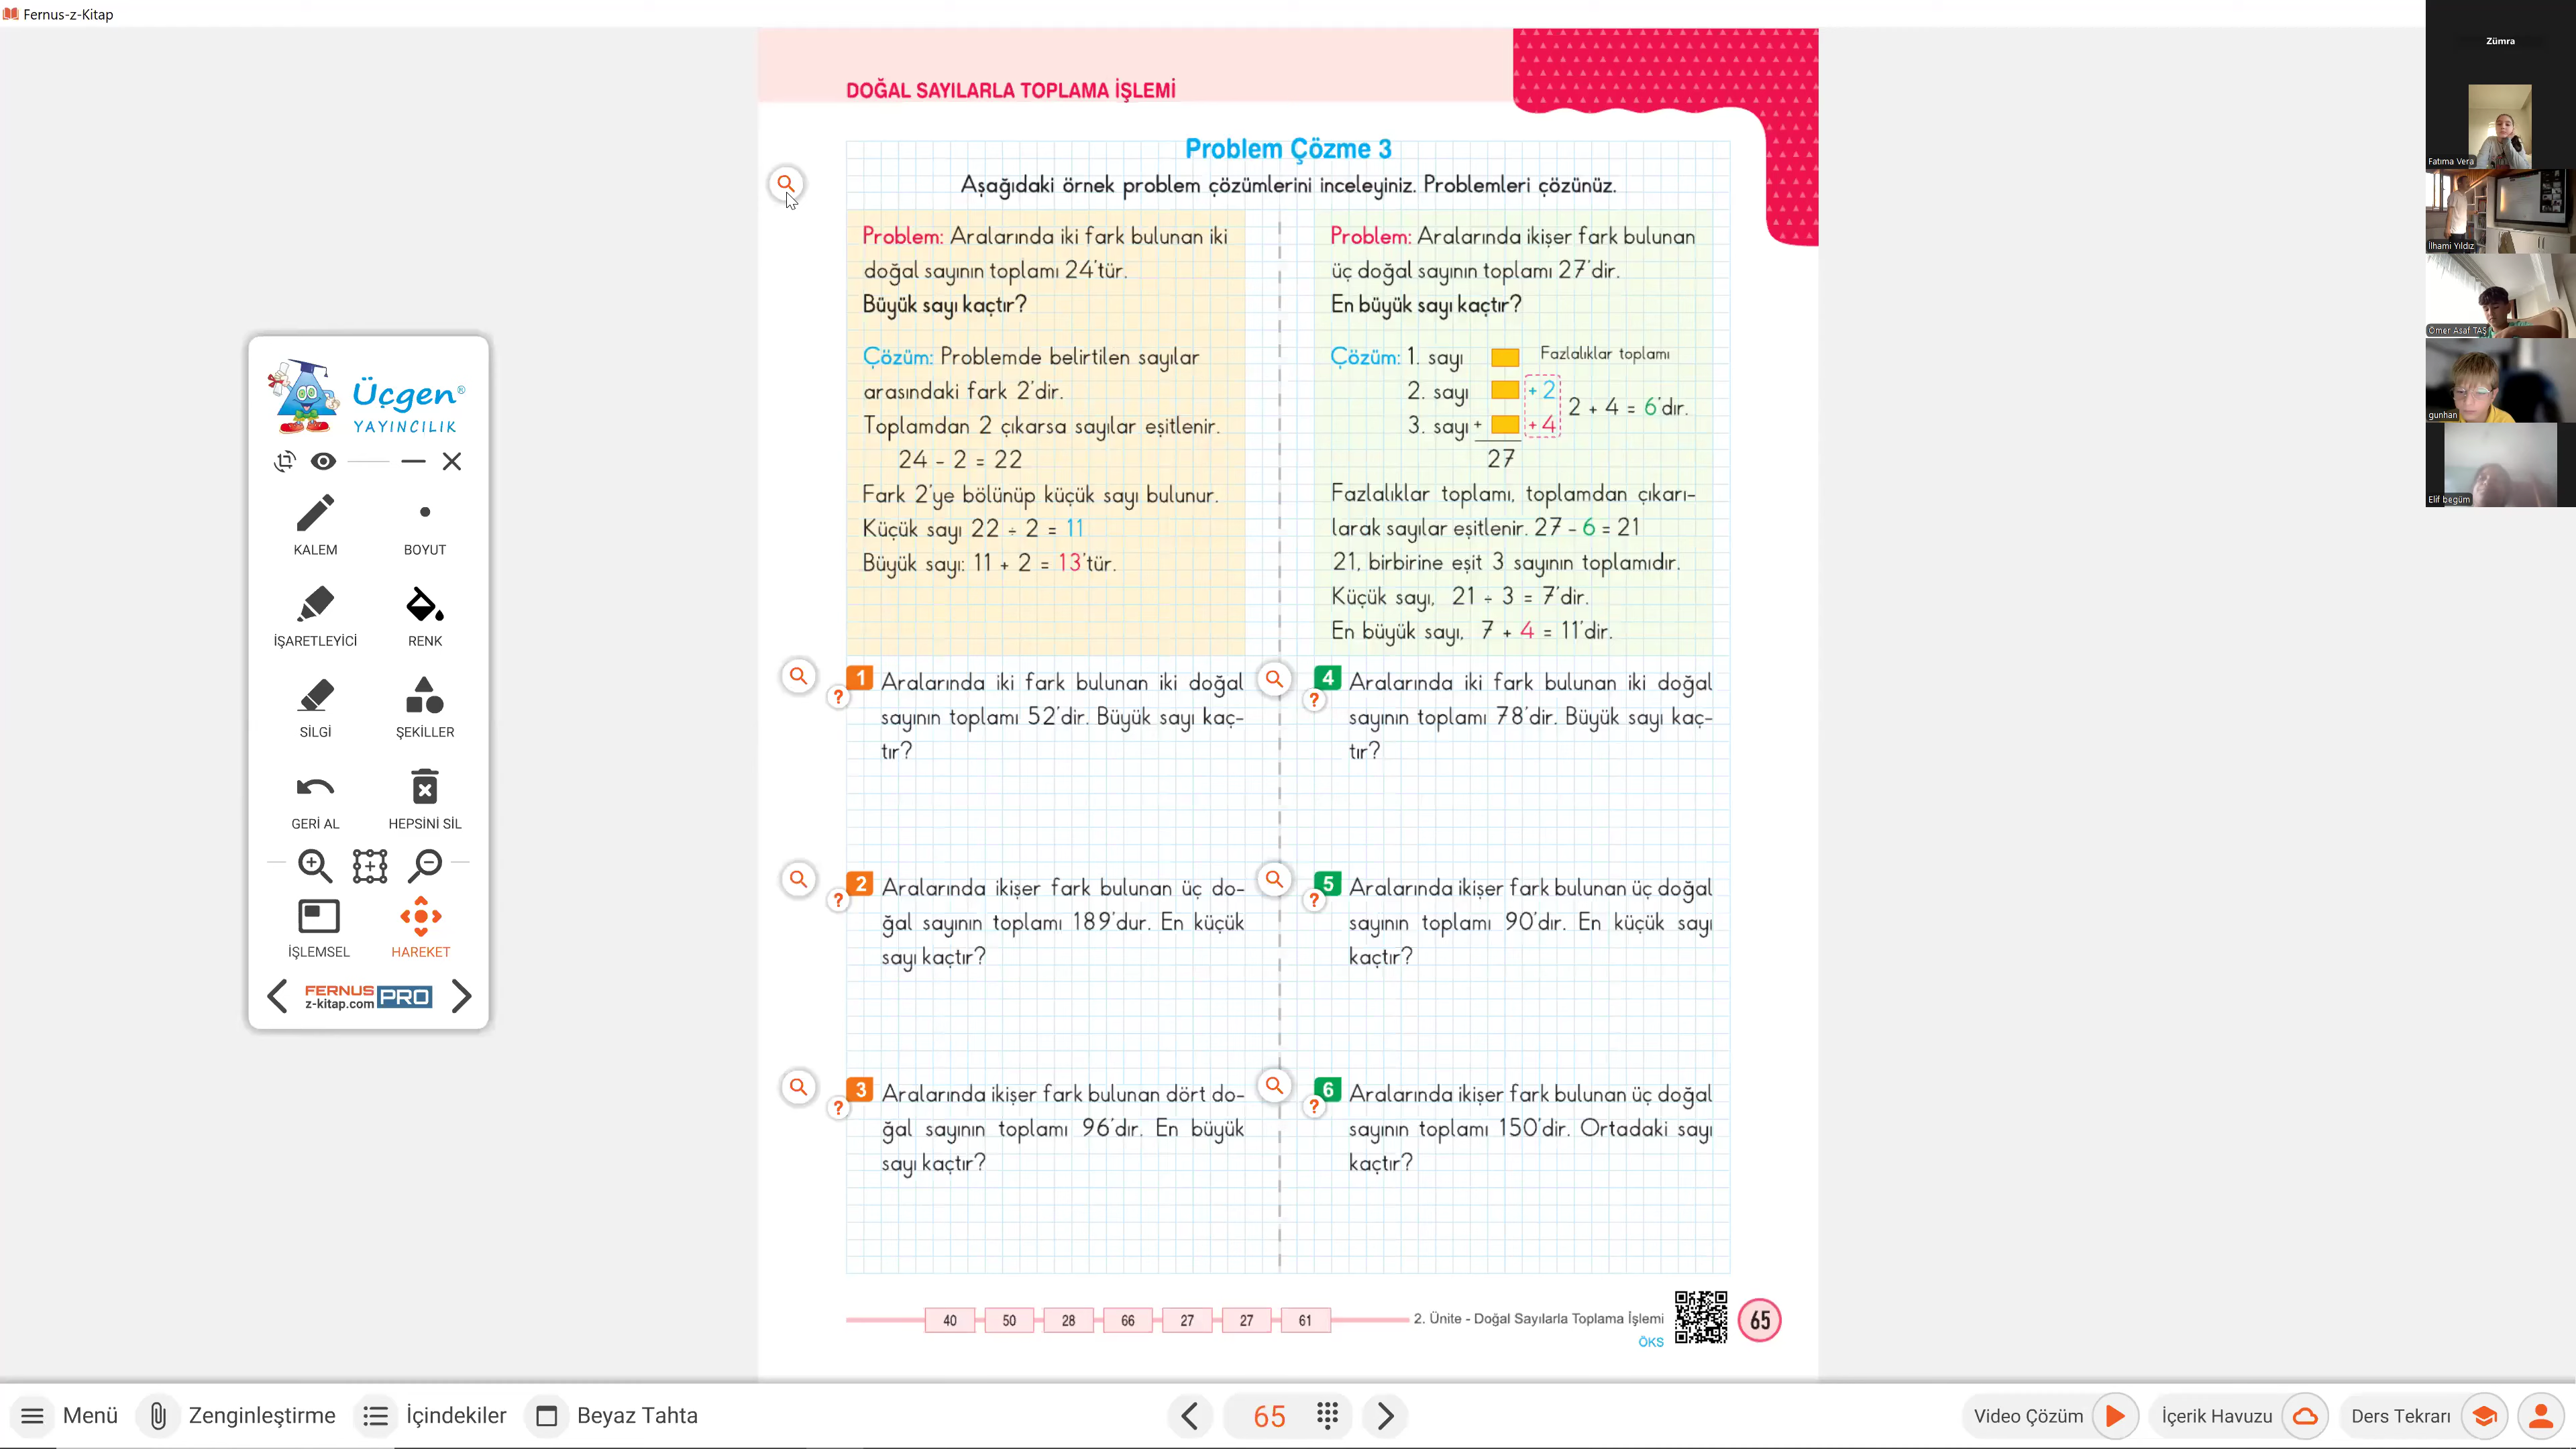 Fernus-z-Kitap
DOĞAL SAYILARLA TOPLAMA İŞLEMİ
Problem Çözme 3
Aşağıdaki örnek problem çözümlerini inceleyiniz. Problemleri çözünüz.
Problem: Aralarında iki fark bulunan iki
doğal sayının toplamı 24'tür.
Büyük sayı kaçtır?
Çözüm: Problemde belirtilen sayılar
arasındaki fark 2'dir.
Toplamdan 2 çıkarsa sayılar eşitlenir.
24 - 2 = 22
Fark 2'ye bölünüp küçük sayı bulunur.
Küçük sayı 22 ÷ 2 = 11
Büyük sayı: 11 + 2 = 13'tür.
Problem: Aralarında ikişer fark bulunan
üç doğal sayının toplamı 27'dir.
En büyük sayı kaçtır?
Çözüm: 1. sayı Fazlalıklar toplamı
2. sayı + 2
2 + 4 = 6'dır.
3. sayı + + 4
27
Fazlalıklar toplamı, toplamdan çıkarı-
larak sayılar eşitlenir. 27 - 6 = 21
21, birbirine eşit 3 sayının toplamıdır.
Küçük sayı, 21 ÷ 3 = 7'dir.
En büyük sayı, 7 + 4 = 11'dir.
1 Aralarında iki fark bulunan iki doğal
? sayının toplamı 52'dir. Büyük sayı kaç-
tır?
2 Aralarında ikişer fark bulunan üç do-
? ğal sayının toplamı 189'dur. En küçük
sayı kaçtır?
3 Aralarında ikişer fark bulunan dört do-
? ğal sayının toplamı 96'dır. En büyük
sayı kaçtır?
4 Aralarında iki fark bulunan iki doğal
? sayının toplamı 78'dir. Büyük sayı kaç-
tır?
5 Aralarında ikişer fark bulunan üç doğal
? sayının toplamı 90'dır. En küçük sayı
kaçtır?
6 Aralarında ikişer fark bulunan üç doğal
? sayının toplamı 150'dir. Ortadaki sayı
kaçtır?
40 50 28 66 27 27 61
2. Ünite - Doğal Sayılarla Toplama İşlemi
ÖKS
65
Üçgen®
YAYINCILIK
KALEM BOYUT
İŞARETLEYİCİ RENK
SİLGİ ŞEKİLLER
GERİ AL HEPSİNİ SİL
İŞLEMSEL HAREKET
FERNUS PRO
z-kitap.com
Zümra
Fatıma Vera
İlhami Yıldız
Ömer Asaf TAŞ
gunhan
Elif begüm
Menü Zenginleştirme İçindekiler Beyaz Tahta 65 Video Çözüm İçerik Havuzu Ders Tekrarı